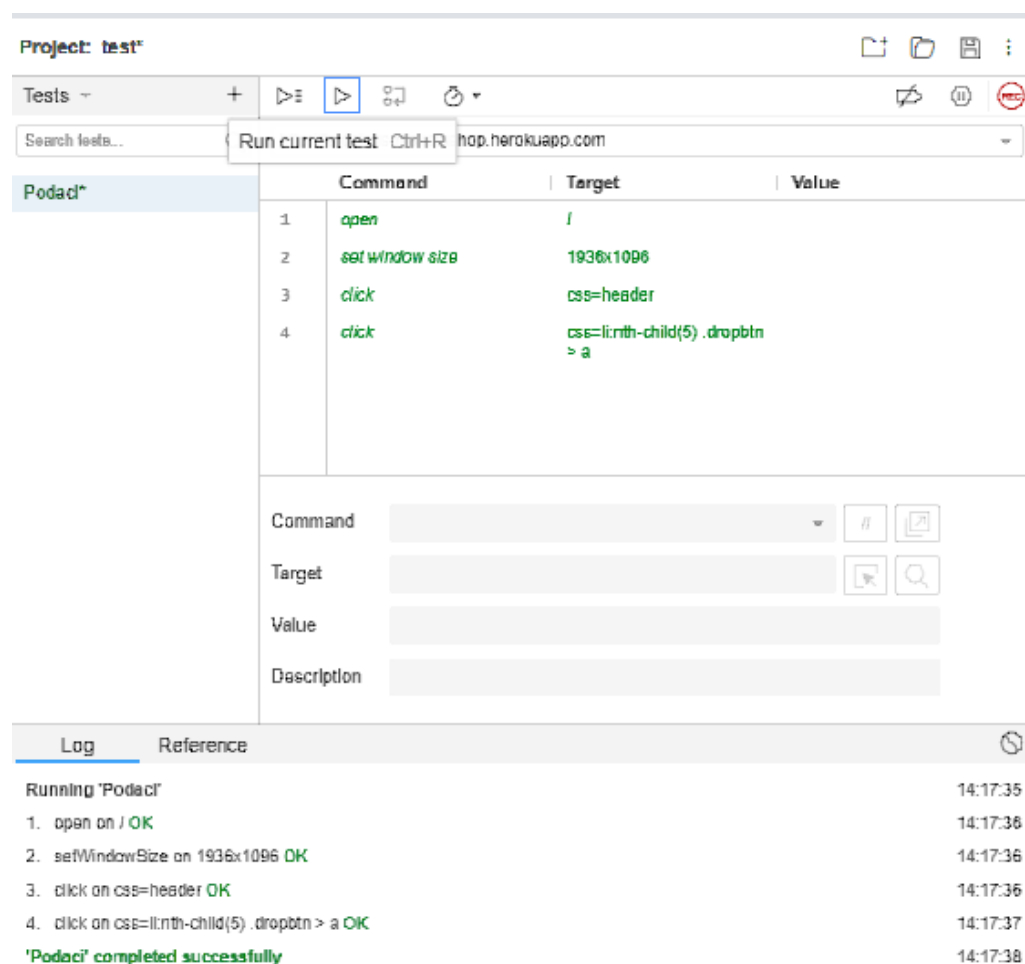 Project: test*
Tests
Search tests...
Run current test Ctrl+R hop.herokuapp.com
REC
Podaci*
Command Target Value
1 open /
2 set window size 1936x1096
3 click css=header
4 click css=li:nth-child(5) .dropbtn
> a
Command //
Target
Value
Description
Log Reference
Running 'Podaci' 14:17:35
1. open on / OK 14:17:36
2. setWindowSize on 1936x1096 OK 14:17:36
3. click on css=header OK 14:17:36
4. click on css=li:nth-child(5) .dropbtn > a OK 14:17:37
'Podaci' completed successfully 14:17:38